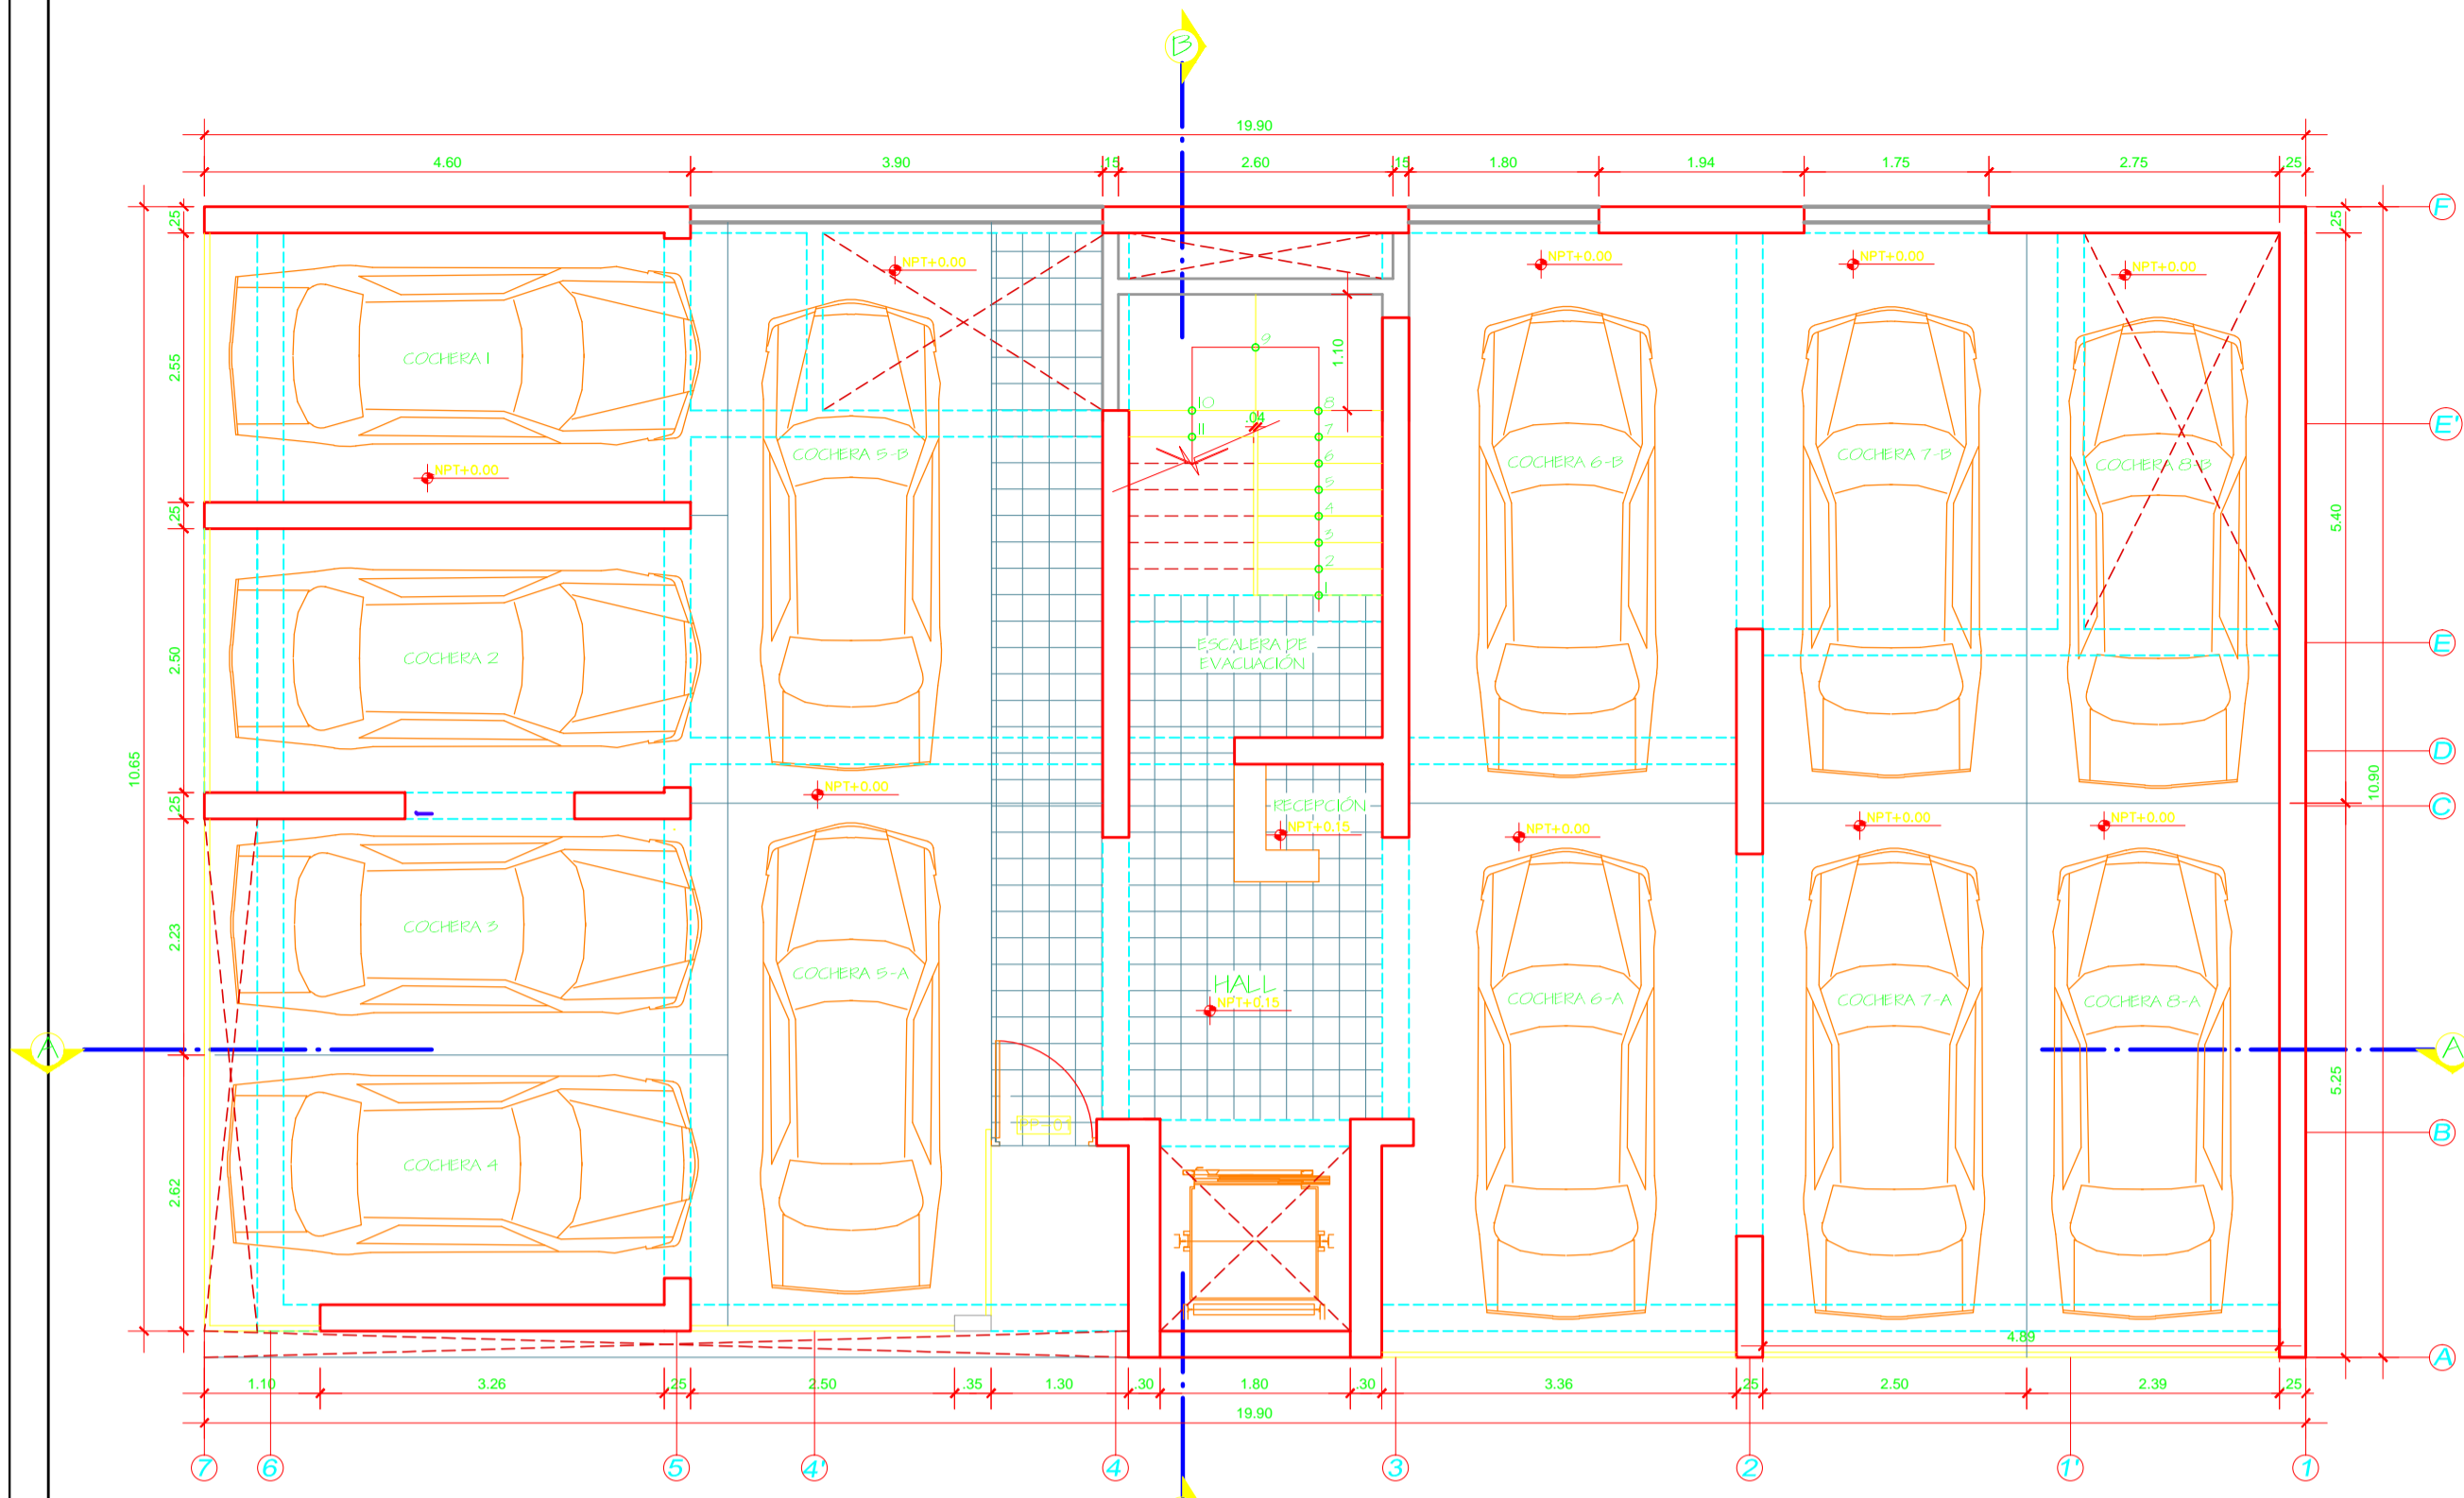 B
19.90
4.60 3.90 .15 2.60 .15 1.80 1.94 1.75 2.75 .25
F
.25 .25
NPT+0.00 NPT+0.00 NPT+0.00 NPT+0.00 NPT+0.00
9
1.10
2.55 COCHERA 1
10 8
.04
E'
11 7
COCHERA 5-B COCHERA 6-B COCHERA 7-B COCHERA 8-B
6
NPT+0.00
5
.25 4 5.40
3
2
1
ESCALERA DE
EVACUACIÓN
E
2.50 COCHERA 2
D
10.65 10.90
NPT+0.00
.25 RECEPCIÓN C
NPT+0.15 NPT+0.00 NPT+0.00 NPT+0.00
2.23 COCHERA 3
COCHERA 5-A HALL COCHERA 6-A COCHERA 7-A COCHERA 8-A
NPT+0.15
A A
5.25
PP-01
B
2.62 COCHERA 4
4.89
A
1.10 3.26 .25 2.50 .35 1.30 .30 1.80 .30 3.36 .25 2.50 2.39 .25
19.90
7 6 5 4' 4 3 2 1' 1